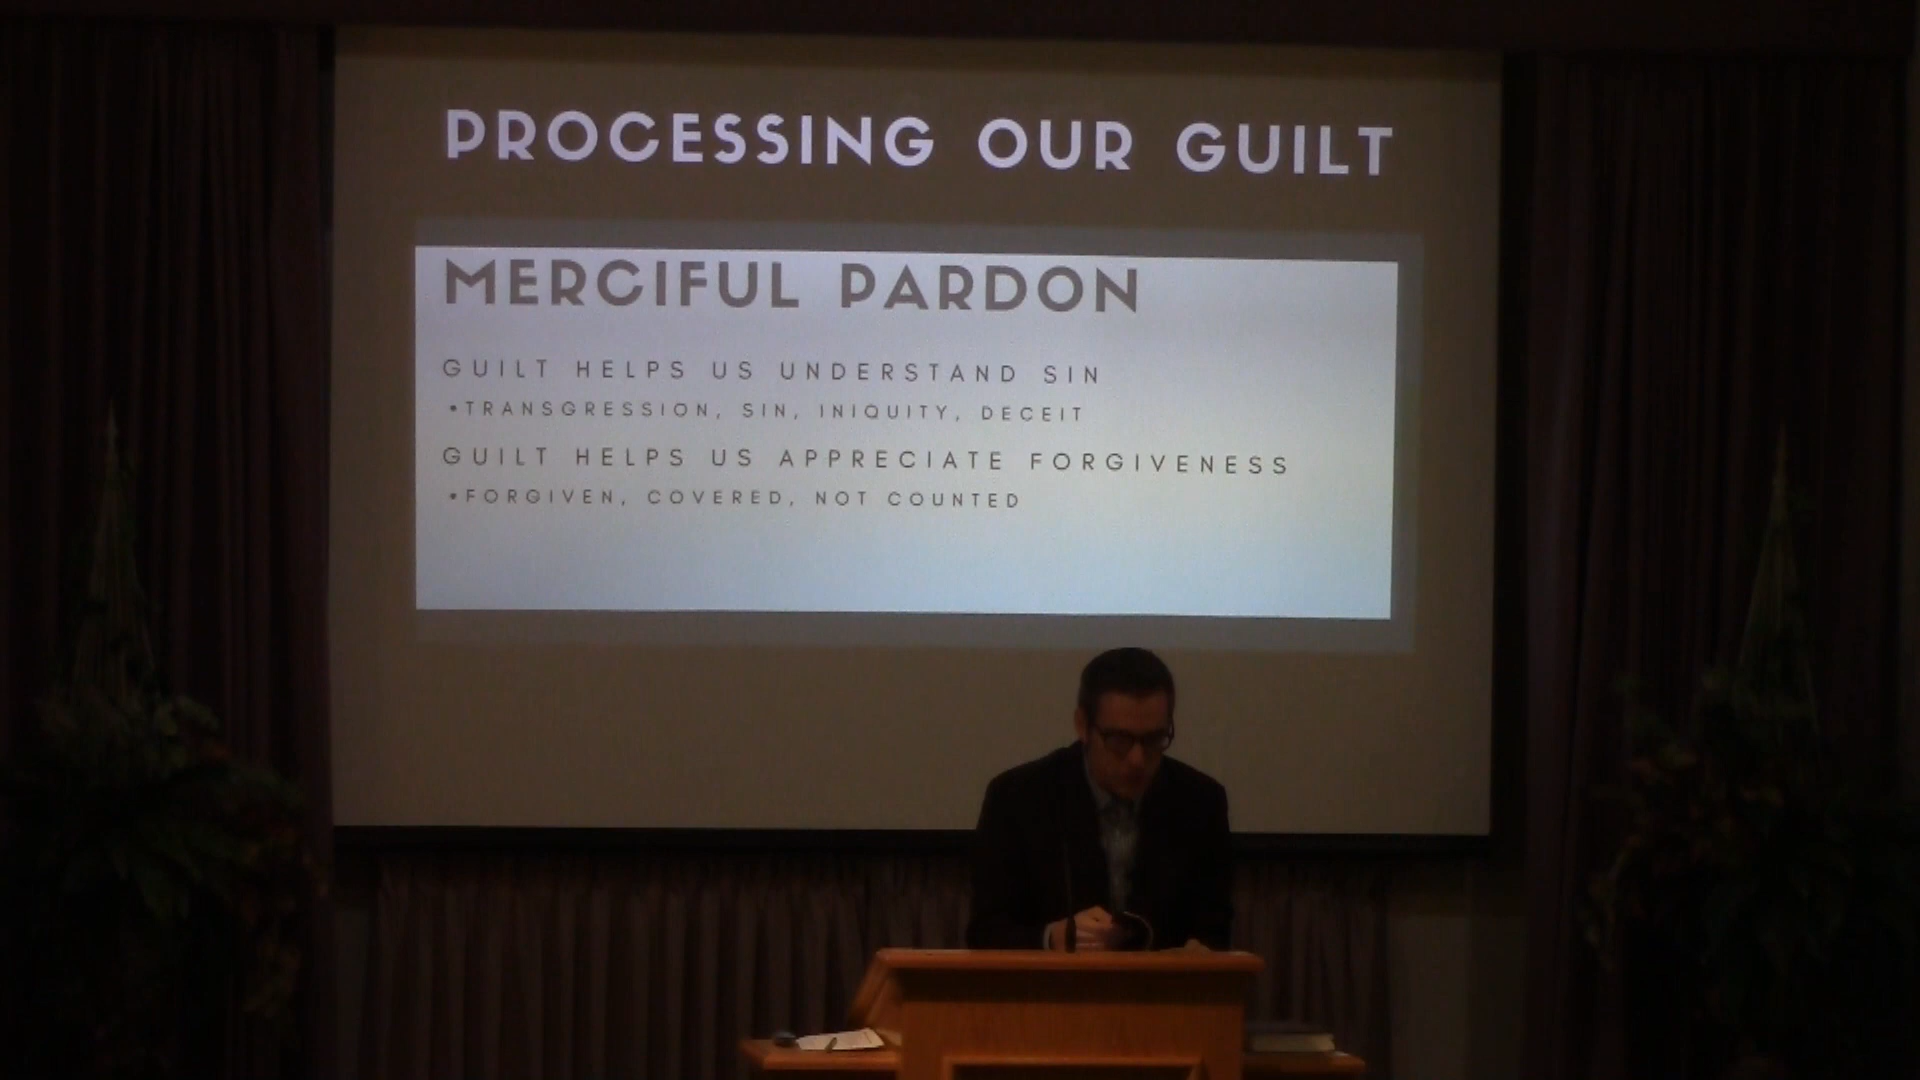 PROCESSING OUR GUILT
MERCIFUL PARDON
GUILT HELPS US UNDERSTAND SIN
•TRANSGRESSION, SIN, INIQUITY, DECEIT
GUILT HELPS US APPRECIATE FORGIVENESS
•FORGIVEN, COVERED, NOT COUNTED